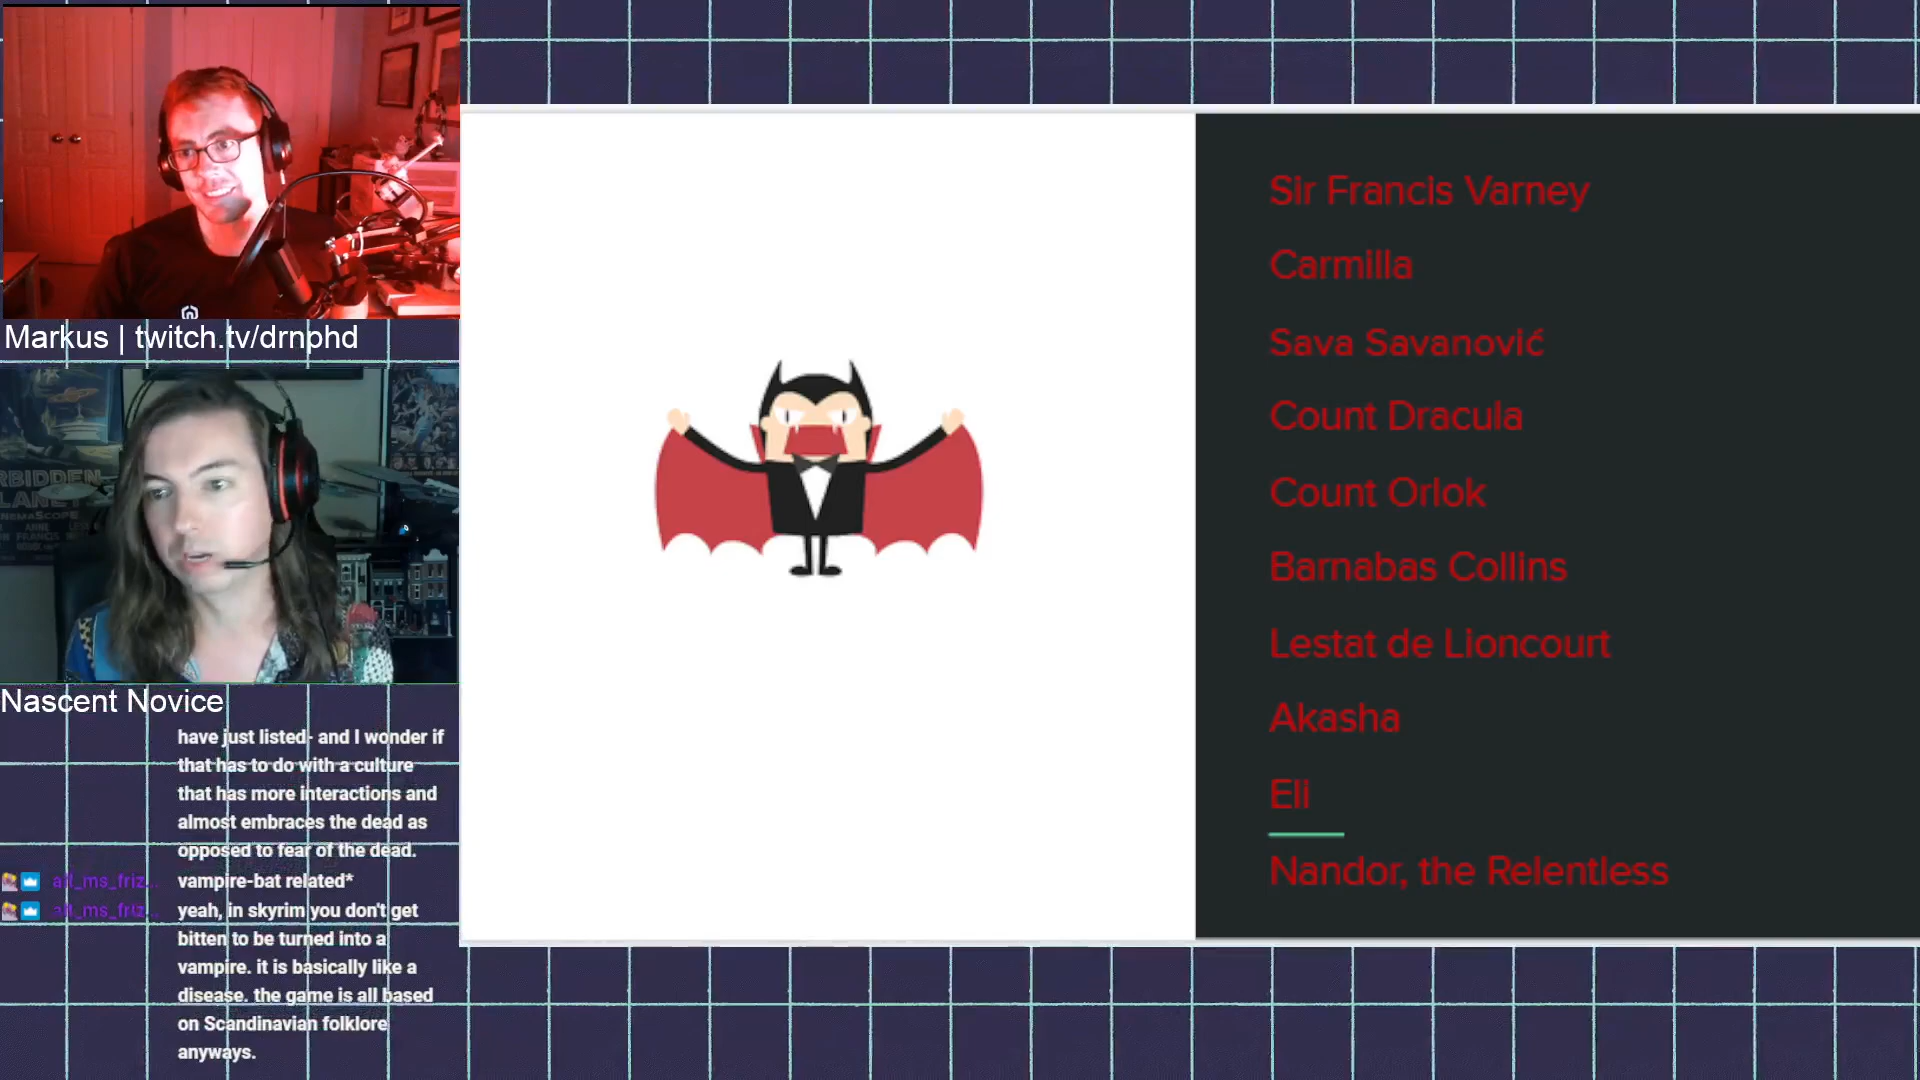 Markus | twitch.tv/drnphd
Nascent Novice
have just listed- and I wonder if
that has to do with a culture
that has more interactions and
almost embraces the dead as
opposed to fear of the dead.
vampire-bat related*
yeah, in skyrim you don't get
bitten to be turned into a
vampire. it is basically like a
disease. the game is all based
on Scandinavian folklore
anyways.
Sir Francis Varney
Carmilla
Sava Savanović
Count Dracula
Count Orlok
Barnabas Collins
Lestat de Lioncourt
Akasha
Eli
Nandor, the Relentless